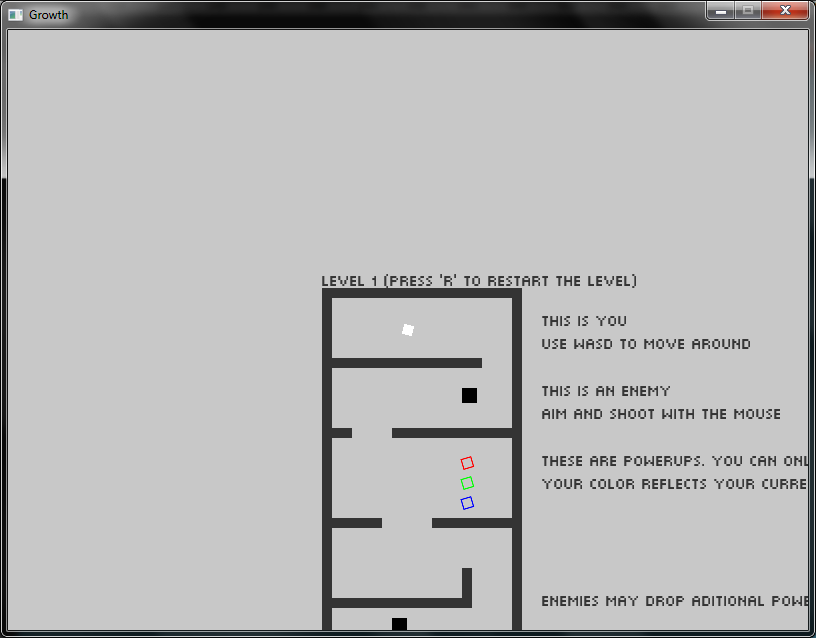 Growth
LEVEL 1 (PRESS 'R' TO RESTART THE LEVEL)
THIS IS YOU
USE WASD TO MOVE AROUND
THIS IS AN ENEMY
AIM AND SHOOT WITH THE MOUSE
THESE ARE POWERUPS. YOU CAN ONL
YOUR COLOR REFLECTS YOUR CURRE
ENEMIES MAY DROP ADITIONAL POWE